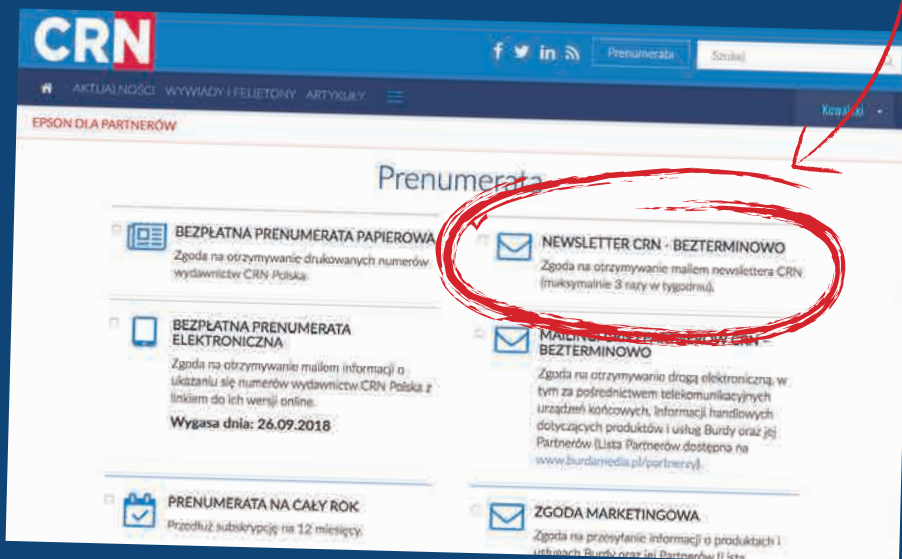 CRN
Prenumerata
Szukaj
AKTUALNOŚCI WYWIADY I FELIETONY ARTYKUŁY
Kowalski
EPSON DLA PARTNERÓW
Prenumerata
BEZPŁATNA PRENUMERATA PAPIEROWA
Zgoda na otrzymywanie drukowanych numerów
wydawnictw CRN Polska.
NEWSLETTER CRN - BEZTERMINOWO
Zgoda na otrzymywanie mailem newslettera CRN
(maksymalnie 3 razy w tygodniu).
BEZPŁATNA PRENUMERATA
ELEKTRONICZNA
Zgoda na otrzymywanie mailem informacji o
ukazaniu się numerów wydawnictw CRN Polska z
linkiem do ich wersji online.
Wygasa dnia: 26.09.2018
CRN -
BEZTERMINOWO
Zgoda na otrzymywanie drogą elektroniczną, w
tym za pośrednictwem telekomunikacyjnych
urządzeń końcowych, informacji handlowych
dotyczących produktów i usług Burdy oraz jej
Partnerów (Lista Partnerów dostępna na
www.burdamedia.pl/partnerzy).
PRENUMERATA NA CAŁY ROK
Przedłuż subskrypcję na 12 miesięcy.
ZGODA MARKETINGOWA
Zgoda na przesyłanie informacji o produktach i
usługach Burdy oraz jej Partnerów (Lista